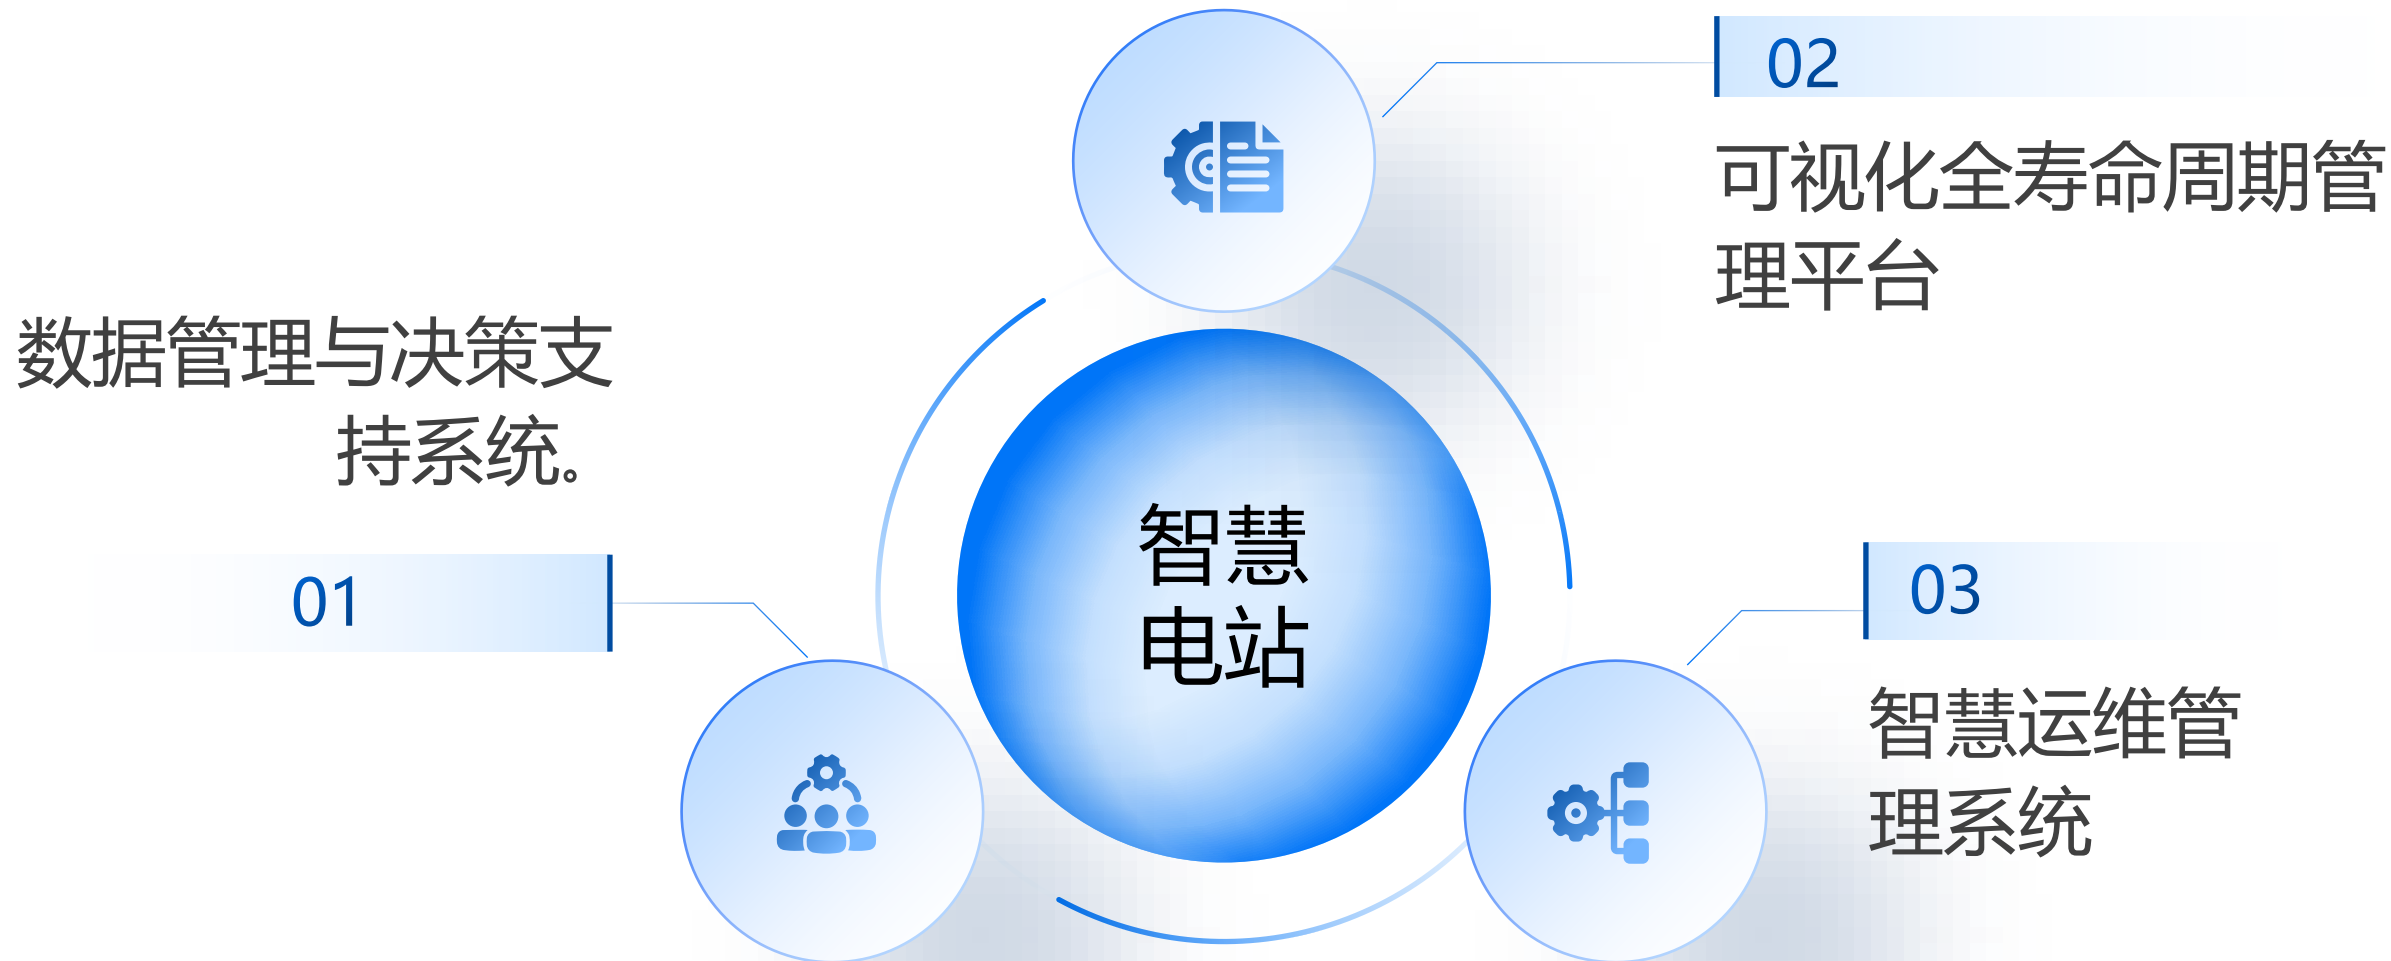 数据管理与决策支
持系统。
01
02
可视化全寿命周期管
理平台
智慧
电站
03
智慧运维管
理系统